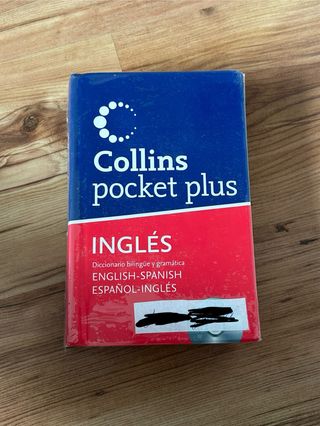 Collins
pocket plus
INGLÉS
Diccionario bilingüe y gramática
ENGLISH-SPANISH
ESPAÑOL-INGLÉS